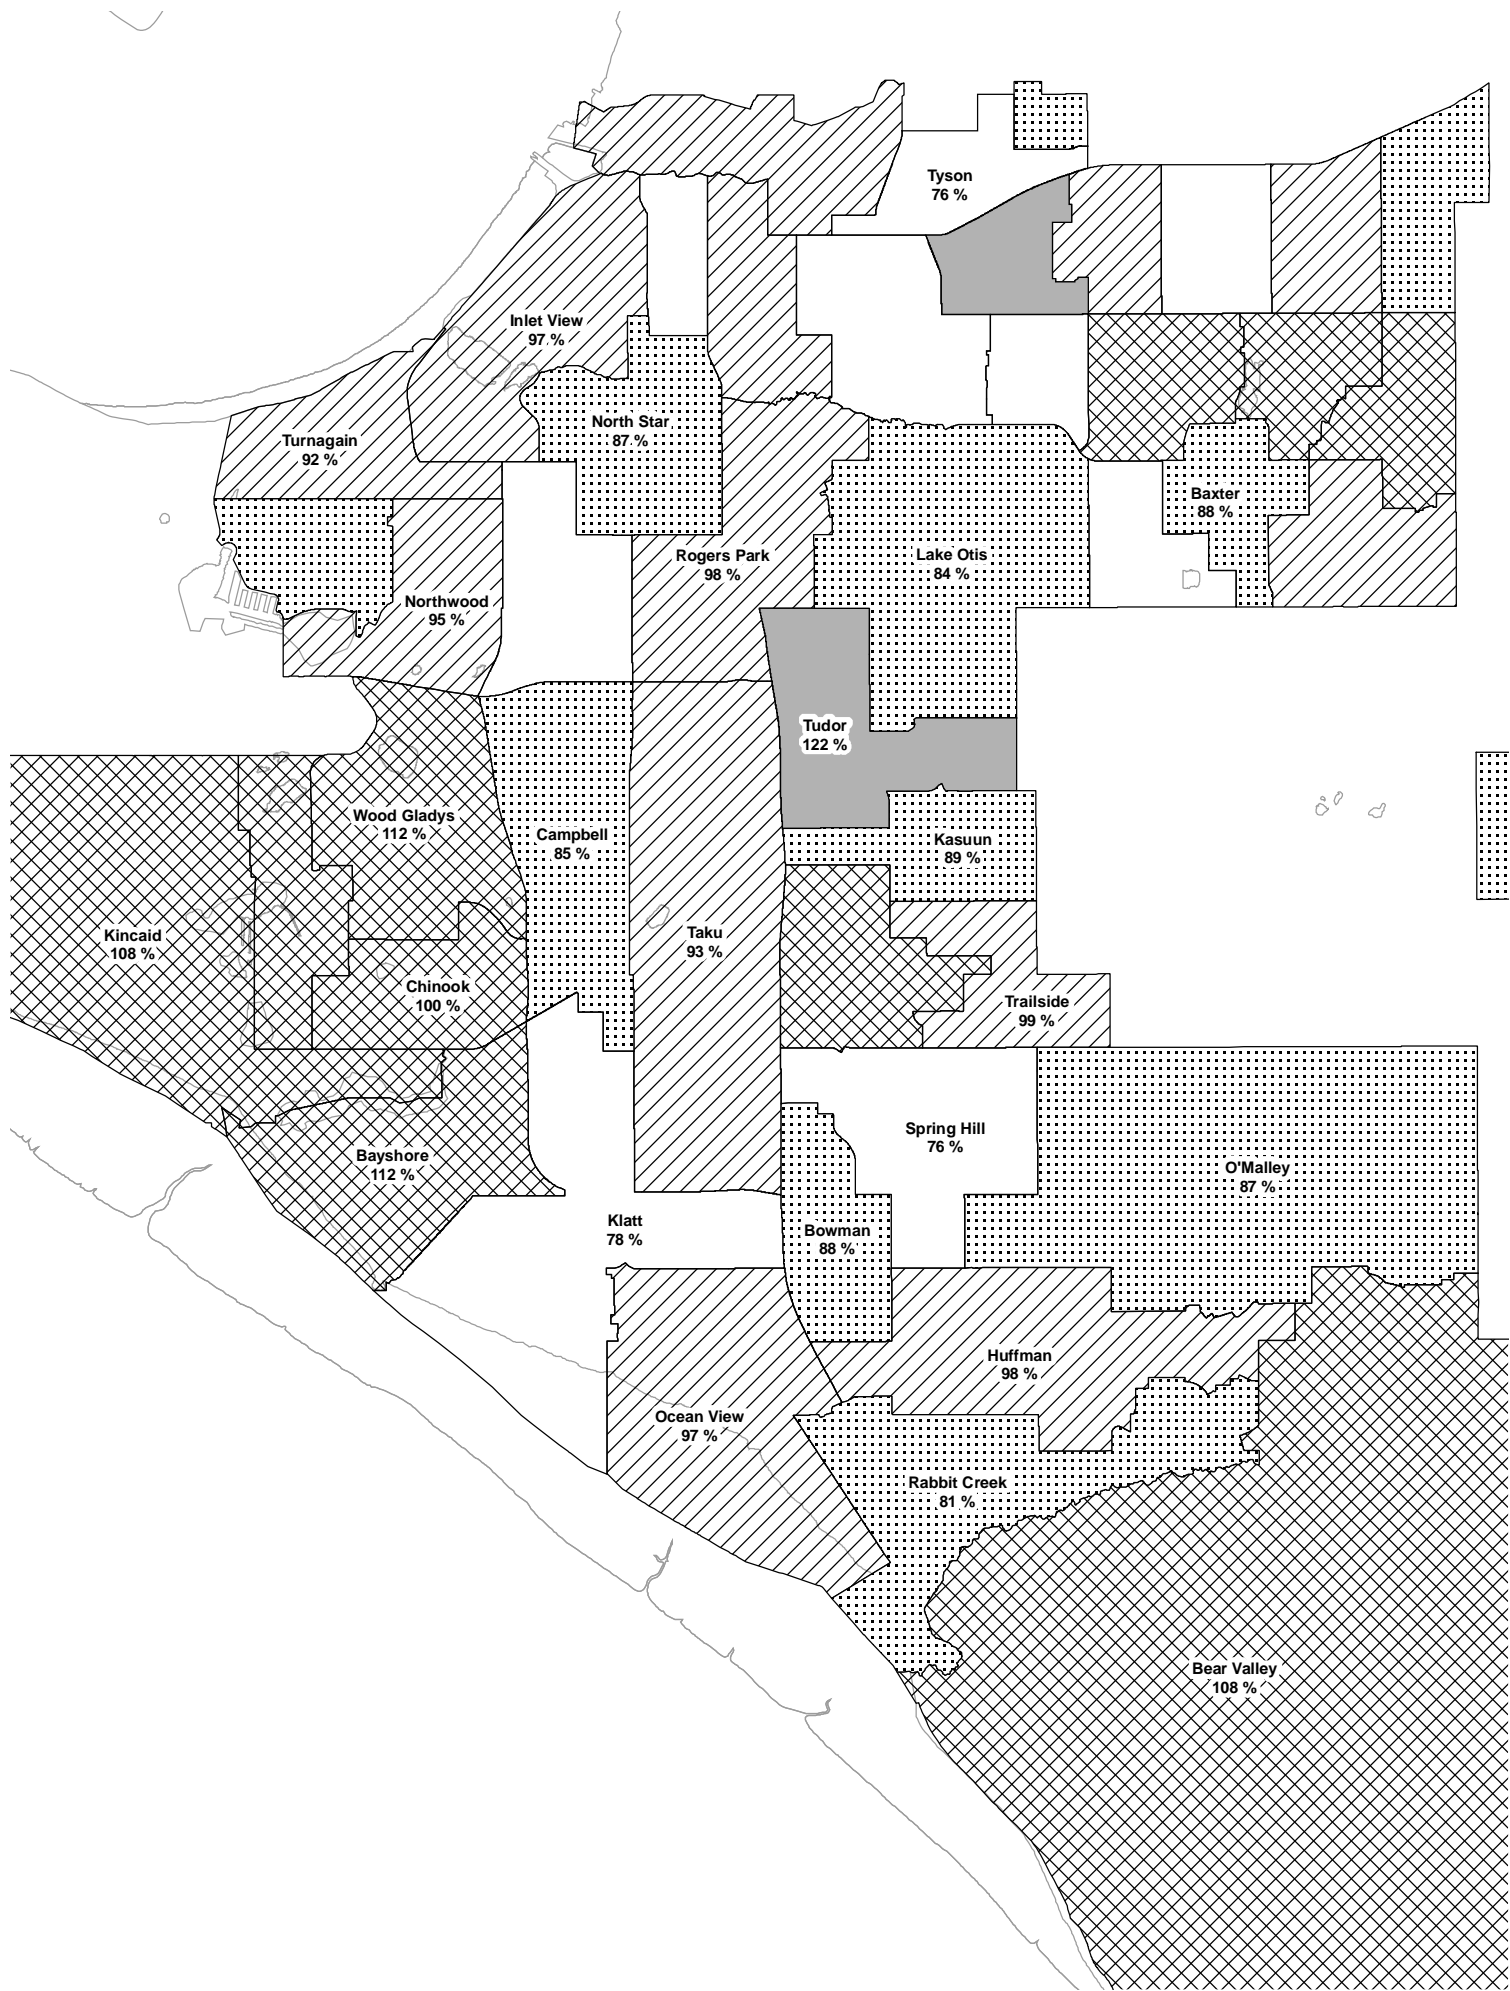 Tyson
76 %
Inlet View
97 %
North Star
87 %
Turnagain
92 %
Baxter
88 %
Rogers Park
98 %
Lake Otis
84 %
Northwood
95 %
Tudor
122 %
Wood Gladys
112 %
Campbell
85 %
Kasuun
89 %
Kincaid
108 %
Taku
93 %
Chinook
100 %
Trailside
99 %
Spring Hill
76 %
Bayshore
112 %
O'Malley
87 %
Klatt
78 %
Bowman
88 %
Huffman
98 %
Ocean View
97 %
Rabbit Creek
81 %
Bear Valley
108 %